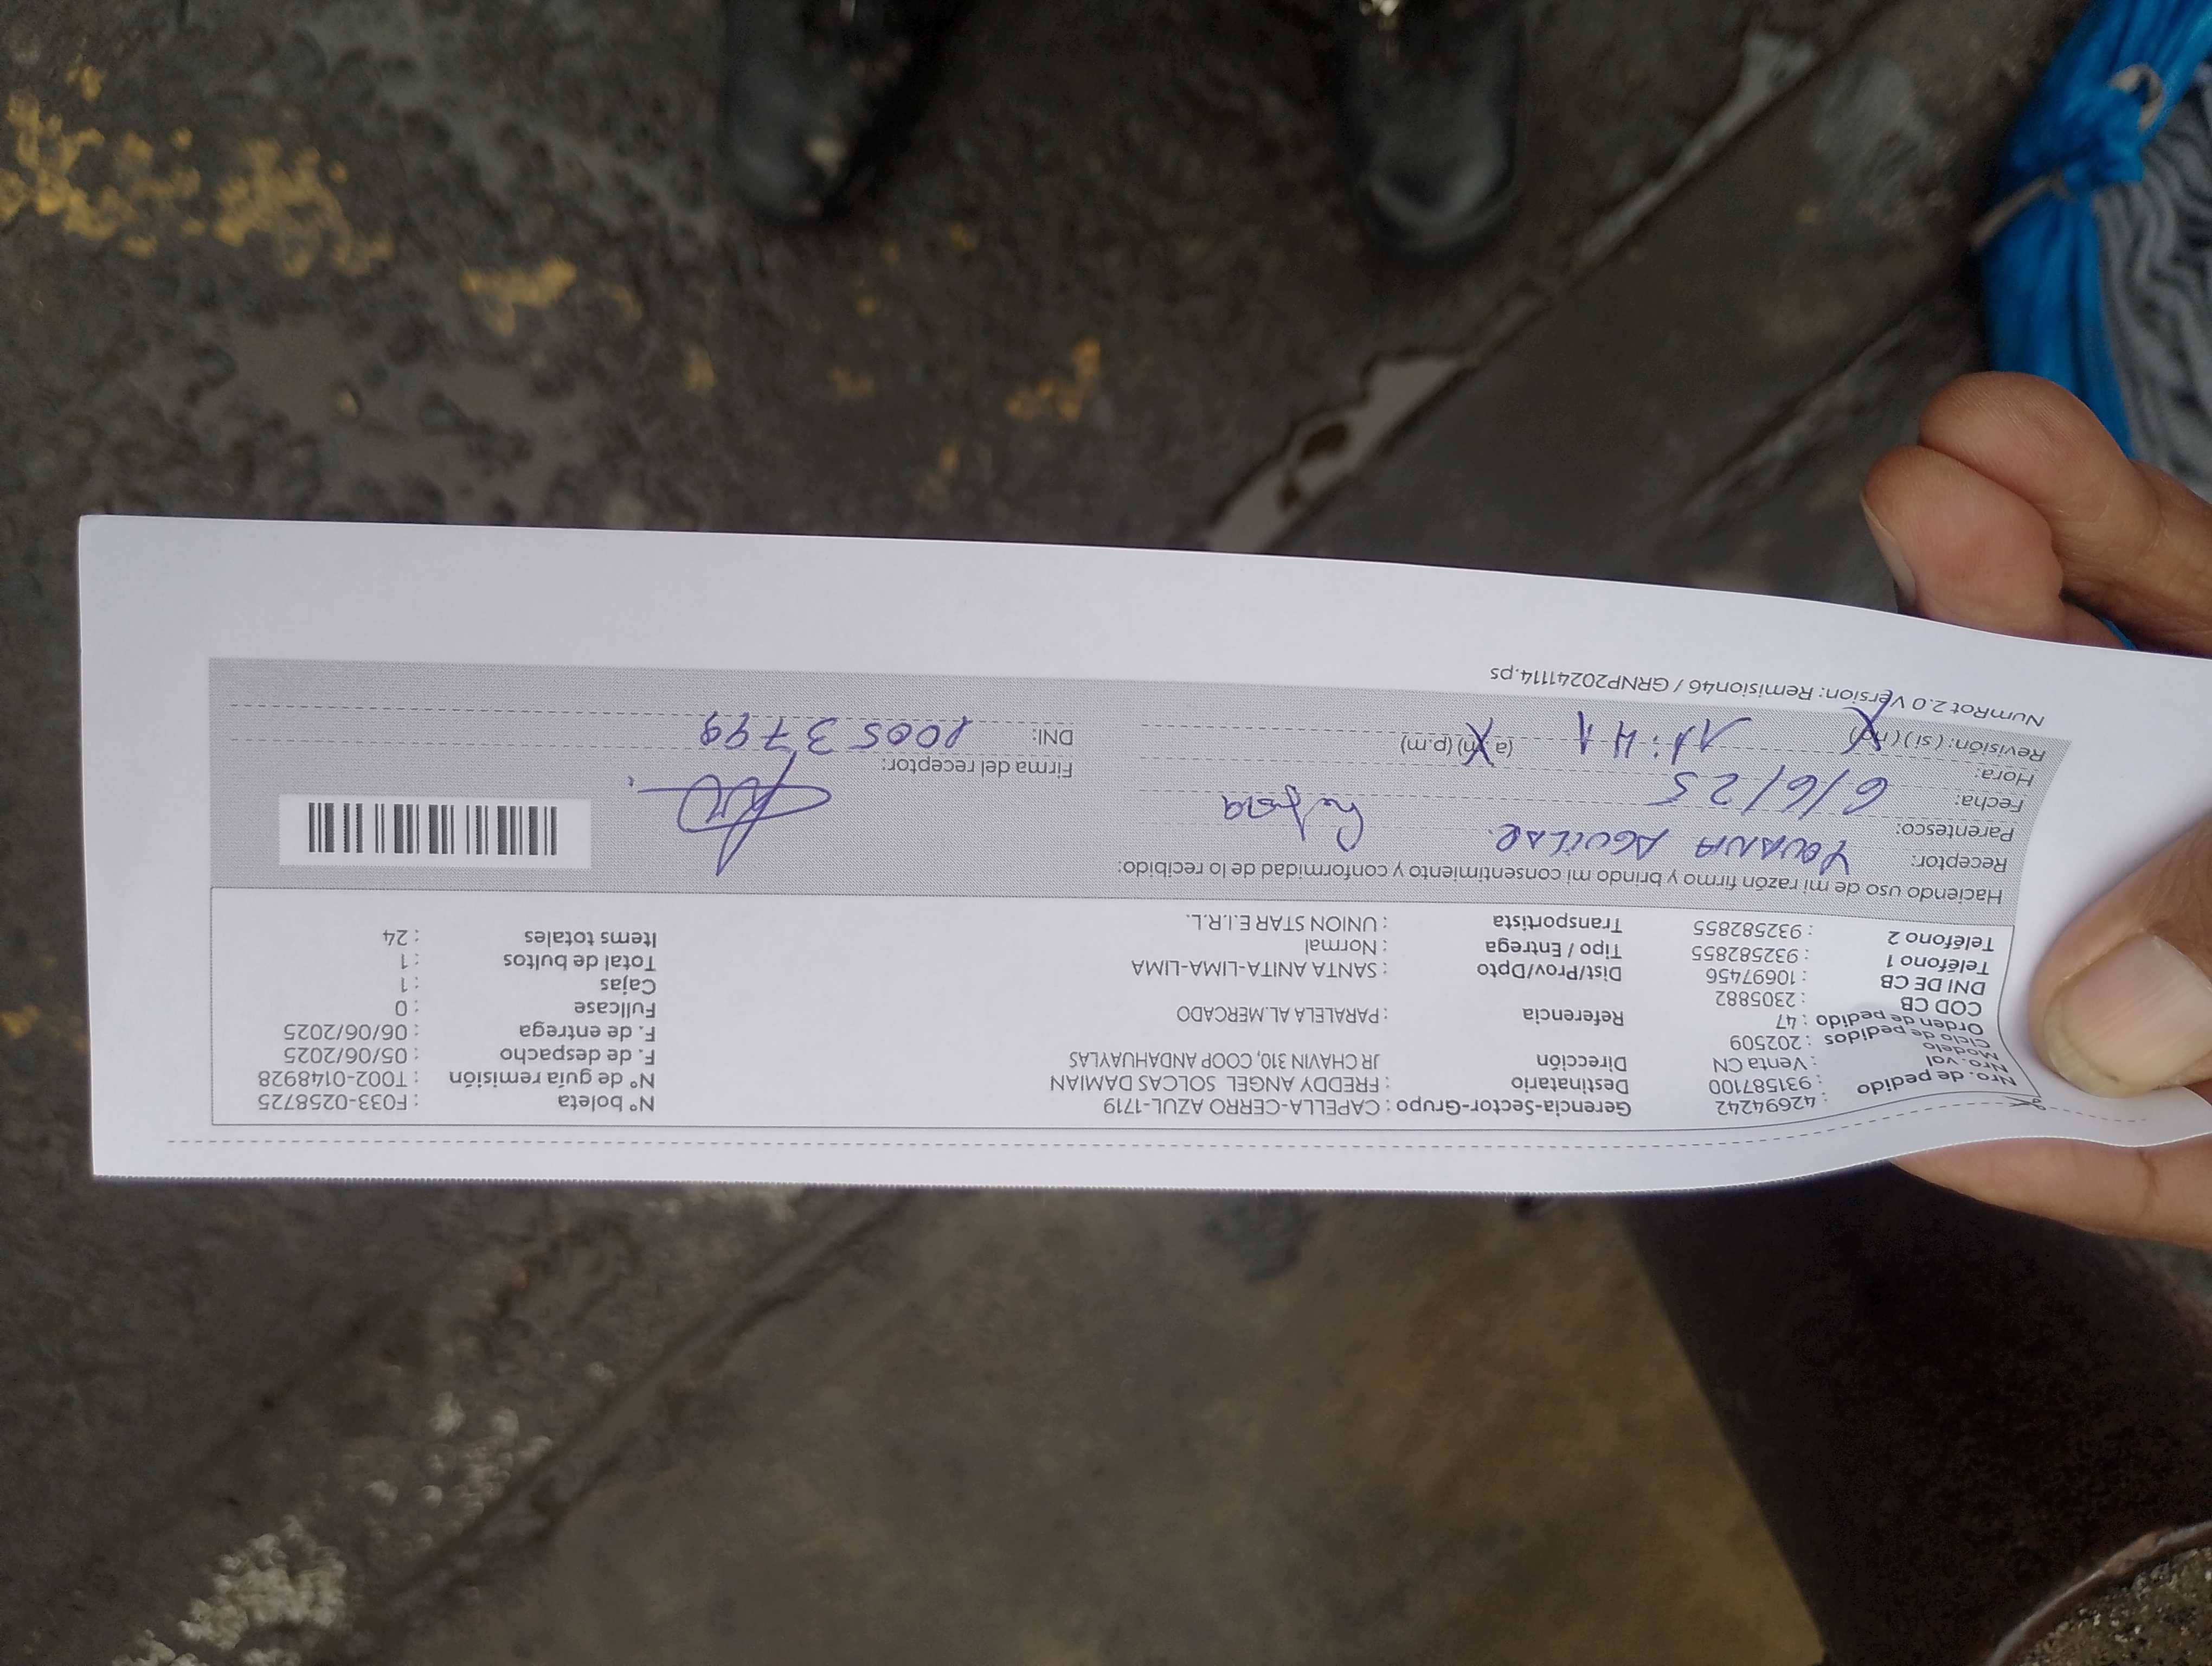 Nro. de pedido : 42694242 Gerencia-Sector-Grupo : CAPELLA-CERRO AZUL-1719 N° boleta : F033-0258725
Nro. vol : 931587100 Destinatario : FREDDY ANGEL SOLCAS DAMIAN N° de guía remisión : T002-0148928
Modelo : Venta CN Dirección JR CHAVIN 310, COOP ANDAHUAYLAS F. de despacho : 05/06/2025
Ciclo de pedidos : 202509 F. de entrega : 06/06/2025
Orden de pedido : 47 Referencia : PARALELA AL.MERCADO Fullcase : 0
COD CB : 2305882 Cajas : 1
DNI DE CB : 10697456 Dist/Prov/Dpto : SANTA ANITA-LIMA-LIMA Total de bultos : 1
Teléfono 1 : 932582855 Tipo / Entrega : Normal Items totales : 24
Teléfono 2 : 932582855 Transportista : UNION STAR E.I.R.L.
Haciendo uso de mi razón firmo y brindo mi consentimiento y conformidad de lo recibido:
Receptor: YOVANA AGUILAR.
Parentesco:
Fecha: 6/6/25 Firma del receptor:
Hora: 11:41 (a.m) (p.m) DNI: 20053799
Revisión: (si) (no)
NumRot 2.0 Version: Remision46 / GRNP20241114.ps